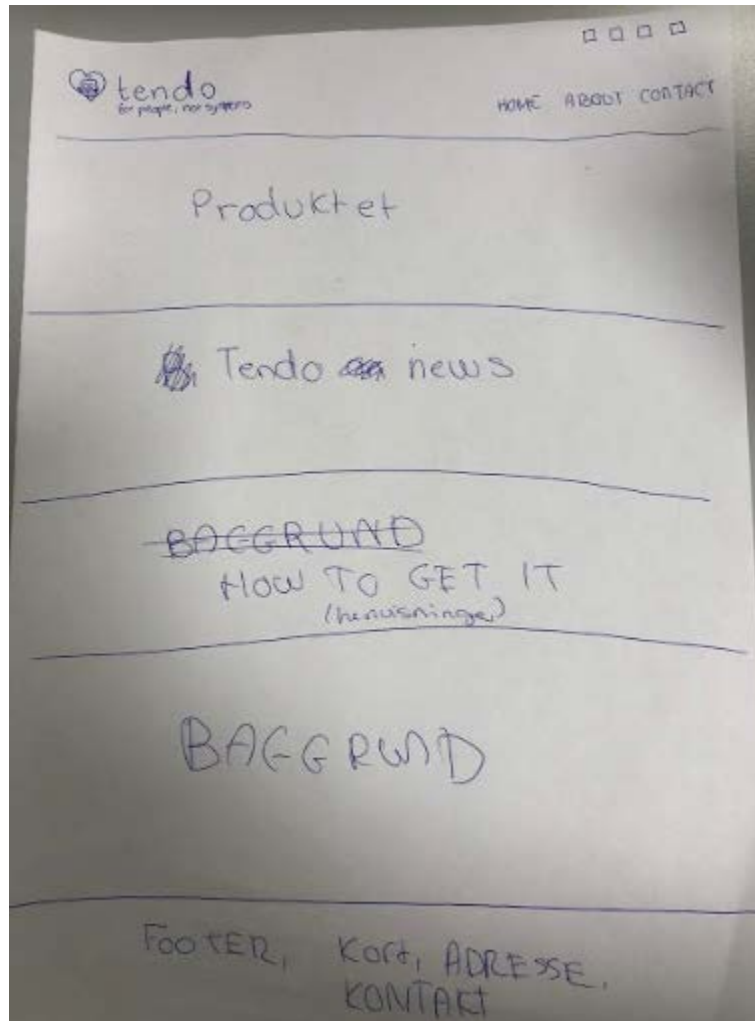 tendo
for people, not systems
HOME ABOUT CONTACT
Produktet
Tendo news
BAGGRUND
HOW TO GET IT
(henvisninger)
BAGGRUND
FOOTER, Kort, ADRESSE,
KONTAKT